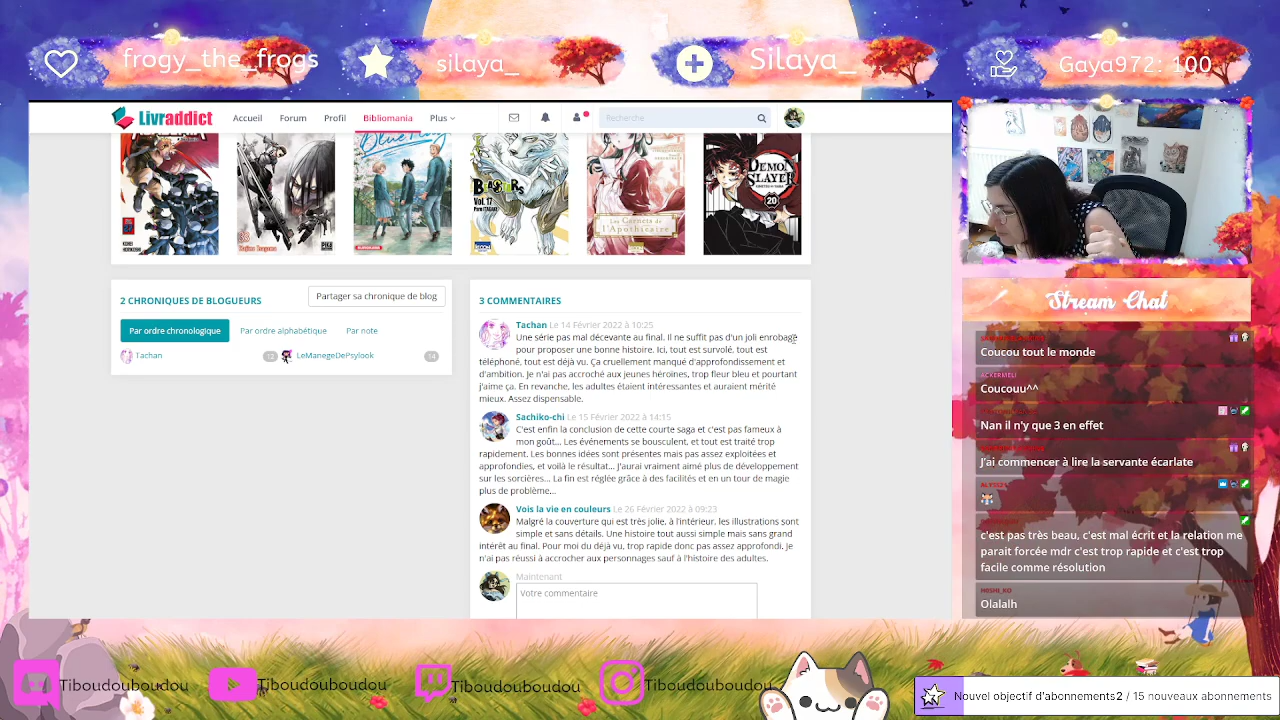 frogy_the_frogs
silaya_
Silaya_
Gaya972: 100
Livraddict
Accueil
Forum
Profil
Bibliomania
Plus
Recherche
BEASTARS
Vol. 17
Les Carnets de
l'Apothicaire
DEMON
SLAYER
20
2 CHRONIQUES DE BLOGUEURS
Partager sa chronique de blog
Par ordre chronologique
Par ordre alphabétique
Par note
Tachan
12
LeManegeDePsylook
14
3 COMMENTAIRES
Tachan Le 14 Février 2022 à 10:25
Une série pas mal décevante au final. Il ne suffit pas d'un joli enrobage
pour proposer une bonne histoire. Ici, tout est survolé, tout est
téléphoné, tout est déjà vu. Ça cruellement manqué d'approfondissement et
d'ambition. Je n'ai pas accroché aux jeunes héroïnes, trop fleur bleu et pourtant
j'aime ça. En revanche, les adultes étaient intéressantes et auraient mérité
mieux. Assez dispensable.
Sachiko-chi Le 15 Février 2022 à 14:15
C'est enfin la conclusion de cette courte saga et c'est pas fameux à
mon goût... Les événements se bousculent, et tout est traité trop
rapidement. Les bonnes idées sont présentes mais pas assez exploitées et
approfondies, et voilà le résultat... J'aurai vraiment aimé plus de développement
sur les sorcières... La fin est réglée grâce à des facilités et en un tour de magie
plus de problème...
Vois la vie en couleurs Le 26 Février 2022 à 09:23
Malgré la couverture qui est très jolie, à l'intérieur, les illustrations sont
simple et sans détails. Une histoire tout aussi simple mais sans grand
intérêt au final. Pour moi du déjà vu, trop rapide donc pas assez approfondi. Je
n'ai pas réussi à accrocher aux personnages sauf à l'histoire des adultes.
Maintenant
Votre commentaire
Stream Chat
Coucou tout le monde
ACKERMELI
Coucouu^^
Nan il n'y que 3 en effet
J'ai commencer à lire la servante écarlate
c'est pas très beau, c'est mal écrit et la relation me
parait forcée mdr c'est trop rapide et c'est trop
facile comme résolution
Olalalh
Tiboudouboudou
Tiboudouboudou
Tiboudouboudou
Tiboudouboudou
Nouvel objectif d'abonnements2 / 15 nouveaux abonnements